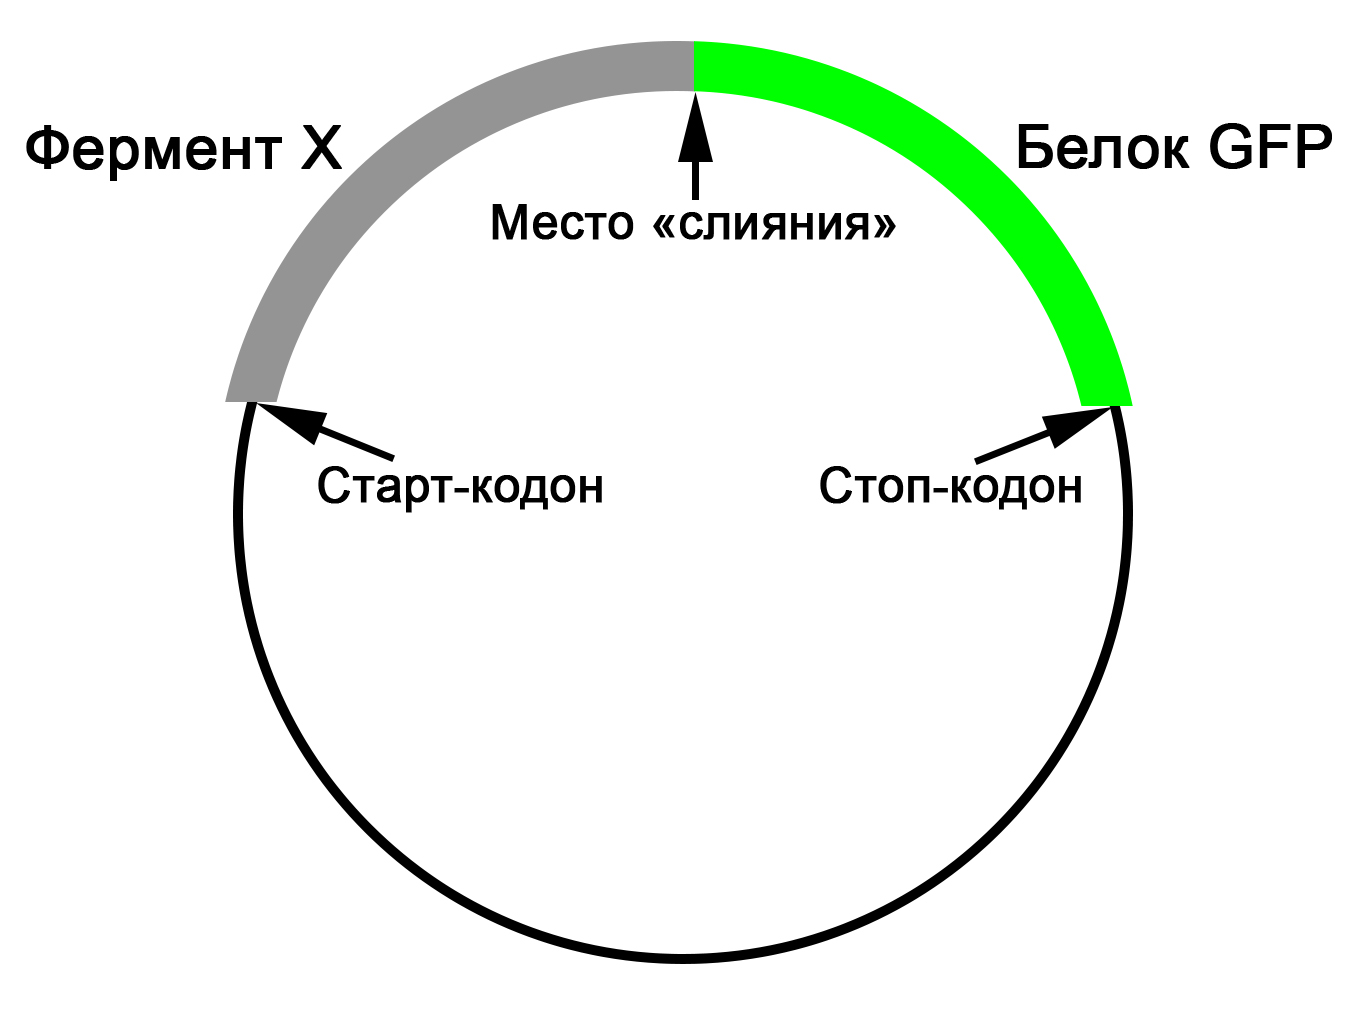 Фермент X
Белок GFP
Место «слияния»
Старт-кодон
Стоп-кодон